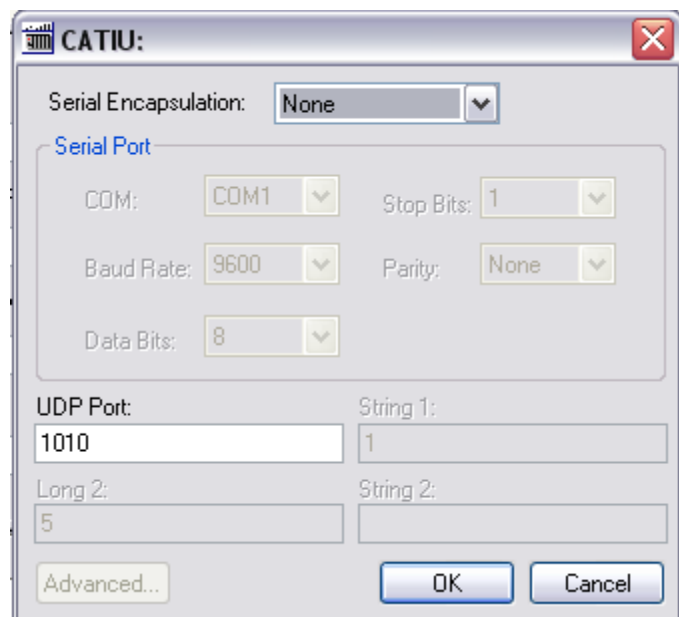 CATIU:
Serial Encapsulation: None
Serial Port
COM: COM1 Stop Bits: 1
Baud Rate: 9600 Parity: None
Data Bits: 8
UDP Port: String 1:
1010 1
Long 2: String 2:
5
Advanced... OK Cancel